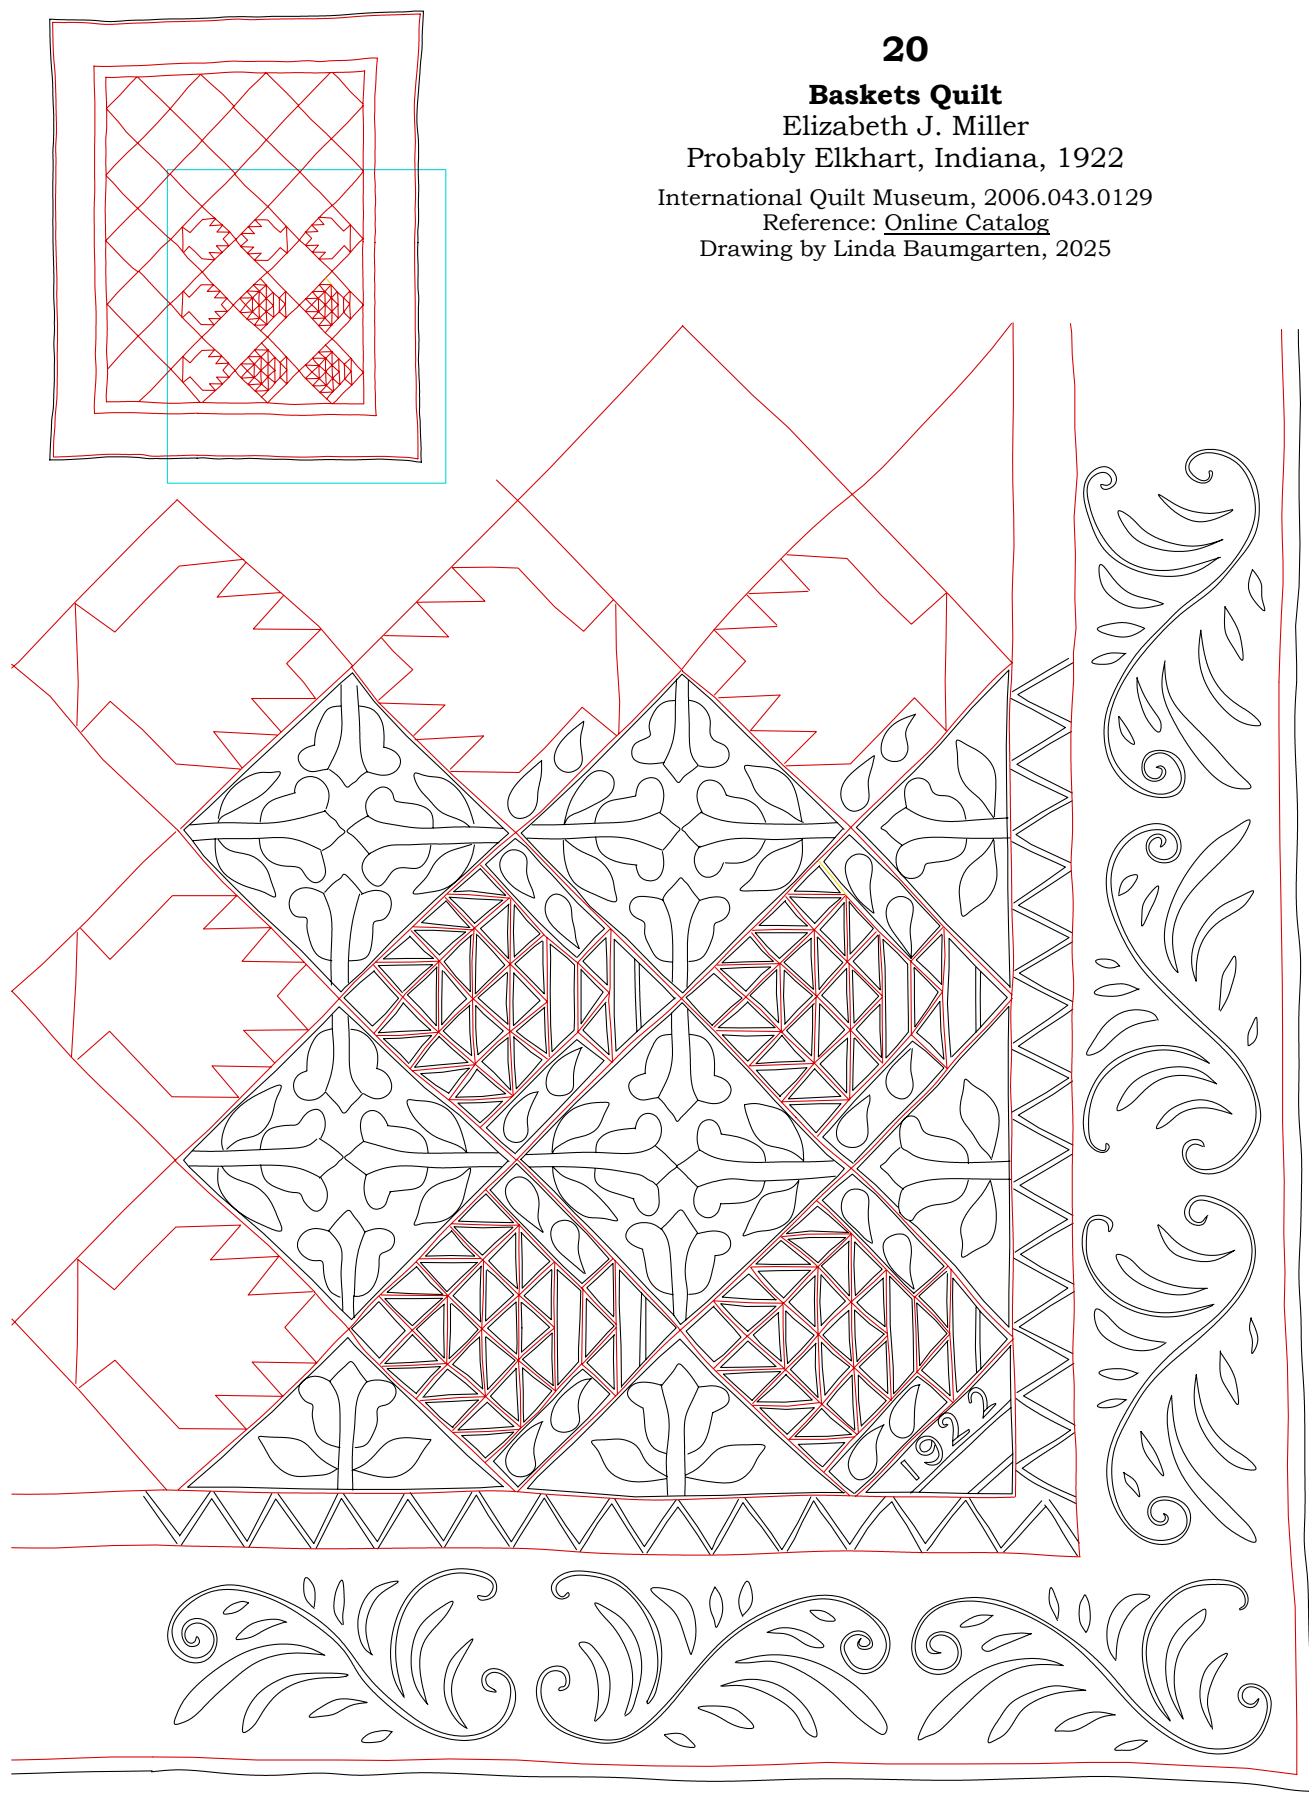 20
Baskets Quilt
Elizabeth J. Miller
Probably Elkhart, Indiana, 1922
International Quilt Museum, 2006.043.0129
Reference: Online Catalog
Drawing by Linda Baumgarten, 2025
1922